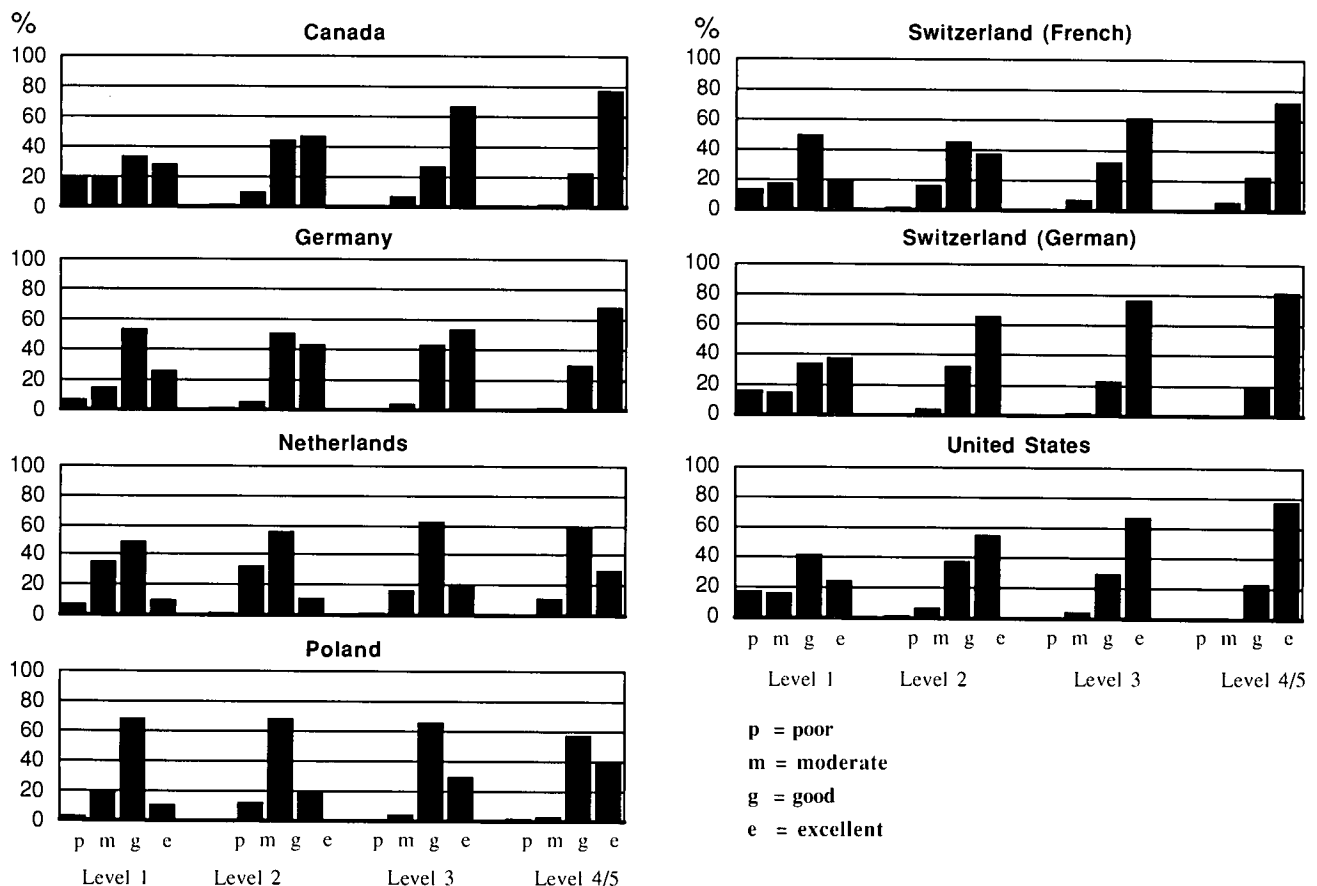 %
Canada
100
80
60
40
20
0
Germany
100
80
60
40
20
0
Netherlands
100
80
60
40
20
0
Poland
100
80
60
40
20
0
p m g e p m g e p m g e p m g e
Level 1 Level 2 Level 3 Level 4/5
%
Switzerland (French)
100
80
60
40
20
0
Switzerland (German)
100
80
60
40
20
0
United States
100
80
60
40
20
0
p m g e p m g e p m g e p m g e
Level 1 Level 2 Level 3 Level 4/5
p = poor
m = moderate
g = good
e = excellent